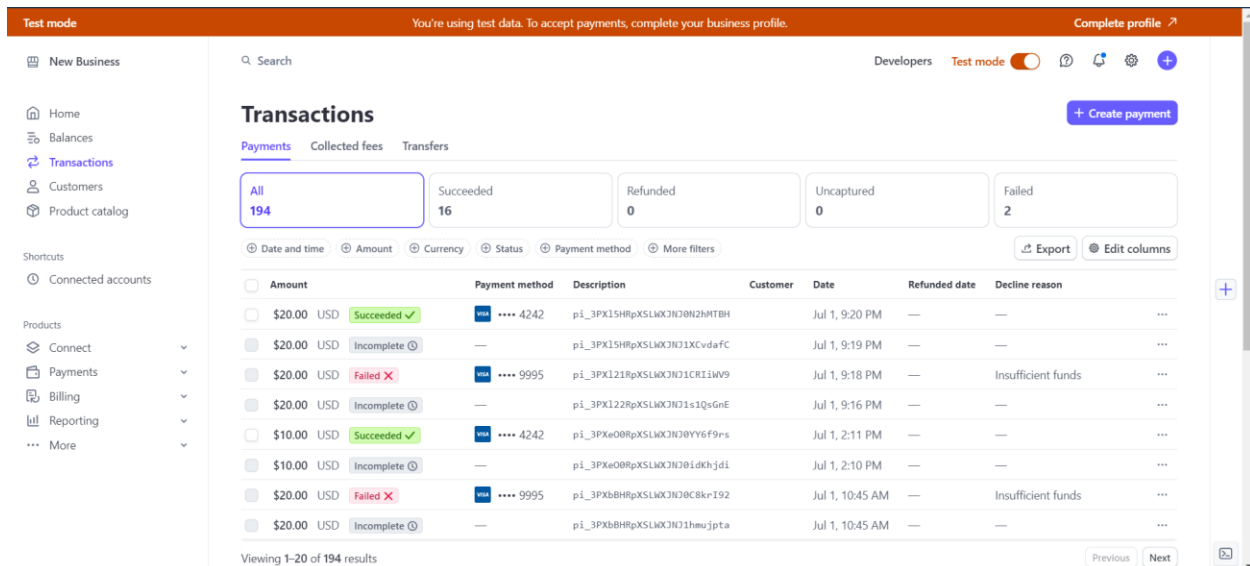 Test mode You're using test data. To accept payments, complete your business profile. Complete profile ↗
New Business
Search
Developers Test mode
Home
Balances
Transactions
Customers
Product catalog
Shortcuts
Connected accounts
Products
Connect
Payments
Billing
Reporting
More
Transactions
+ Create payment
Payments Collected fees Transfers
All Succeeded Refunded Uncaptured Failed
194 16 0 0 2
Date and time Amount Currency Status Payment method More filters
Export Edit columns
Amount Payment method Description Customer Date Refunded date Decline reason
$20.00 USD Succeeded ✓ VISA •••• 4242 pi_3PXl5HRpXSLWXJNJ0N2hMTBH Jul 1, 9:20 PM — — ···
$20.00 USD Incomplete — pi_3PXl5HRpXSLWXJNJ1XCvdafC Jul 1, 9:19 PM — — ···
$20.00 USD Failed ✕ VISA •••• 9995 pi_3PXl21RpXSLWXJNJ1CRIiWV9 Jul 1, 9:18 PM — Insufficient funds ···
$20.00 USD Incomplete — pi_3PXl22RpXSLWXJNJ1s1QsGnE Jul 1, 9:16 PM — — ···
$10.00 USD Succeeded ✓ VISA •••• 4242 pi_3PXeO0RpXSLWXJNJ0YY6f9rs Jul 1, 2:11 PM — — ···
$10.00 USD Incomplete — pi_3PXeO0RpXSLWXJNJ0idKhjdi Jul 1, 2:10 PM — — ···
$20.00 USD Failed ✕ VISA •••• 9995 pi_3PXbBHRpXSLWXJNJ0C8krI92 Jul 1, 10:45 AM — Insufficient funds ···
$20.00 USD Incomplete — pi_3PXbBHRpXSLWXJNJ1hmujpta Jul 1, 10:45 AM — — ···
Viewing 1–20 of 194 results
Previous Next